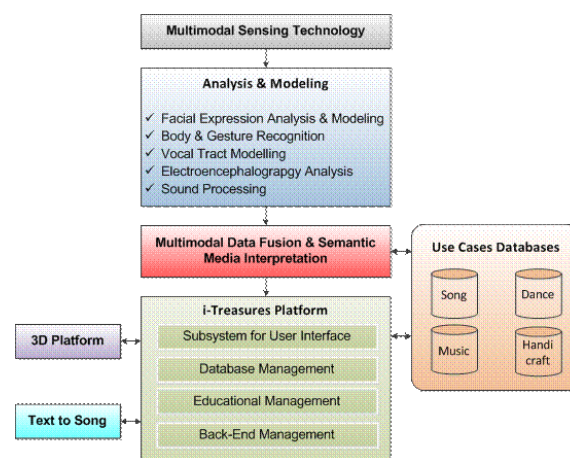 Multimodal Sensing Technology
Analysis & Modeling
✓ Facial Expression Analysis & Modeling
✓ Body & Gesture Recognition
✓ Vocal Tract Modelling
✓ Electroencephalograpgy Analysis
✓ Sound Processing
Multimodal Data Fusion & Semantic
Media Interpretation
Use Cases Databases
Song
Dance
Music
Handi
craft
i-Treasures Platform
Subsystem for User Interface
Database Management
Educational Management
Back-End Management
3D Platform
Text to Song